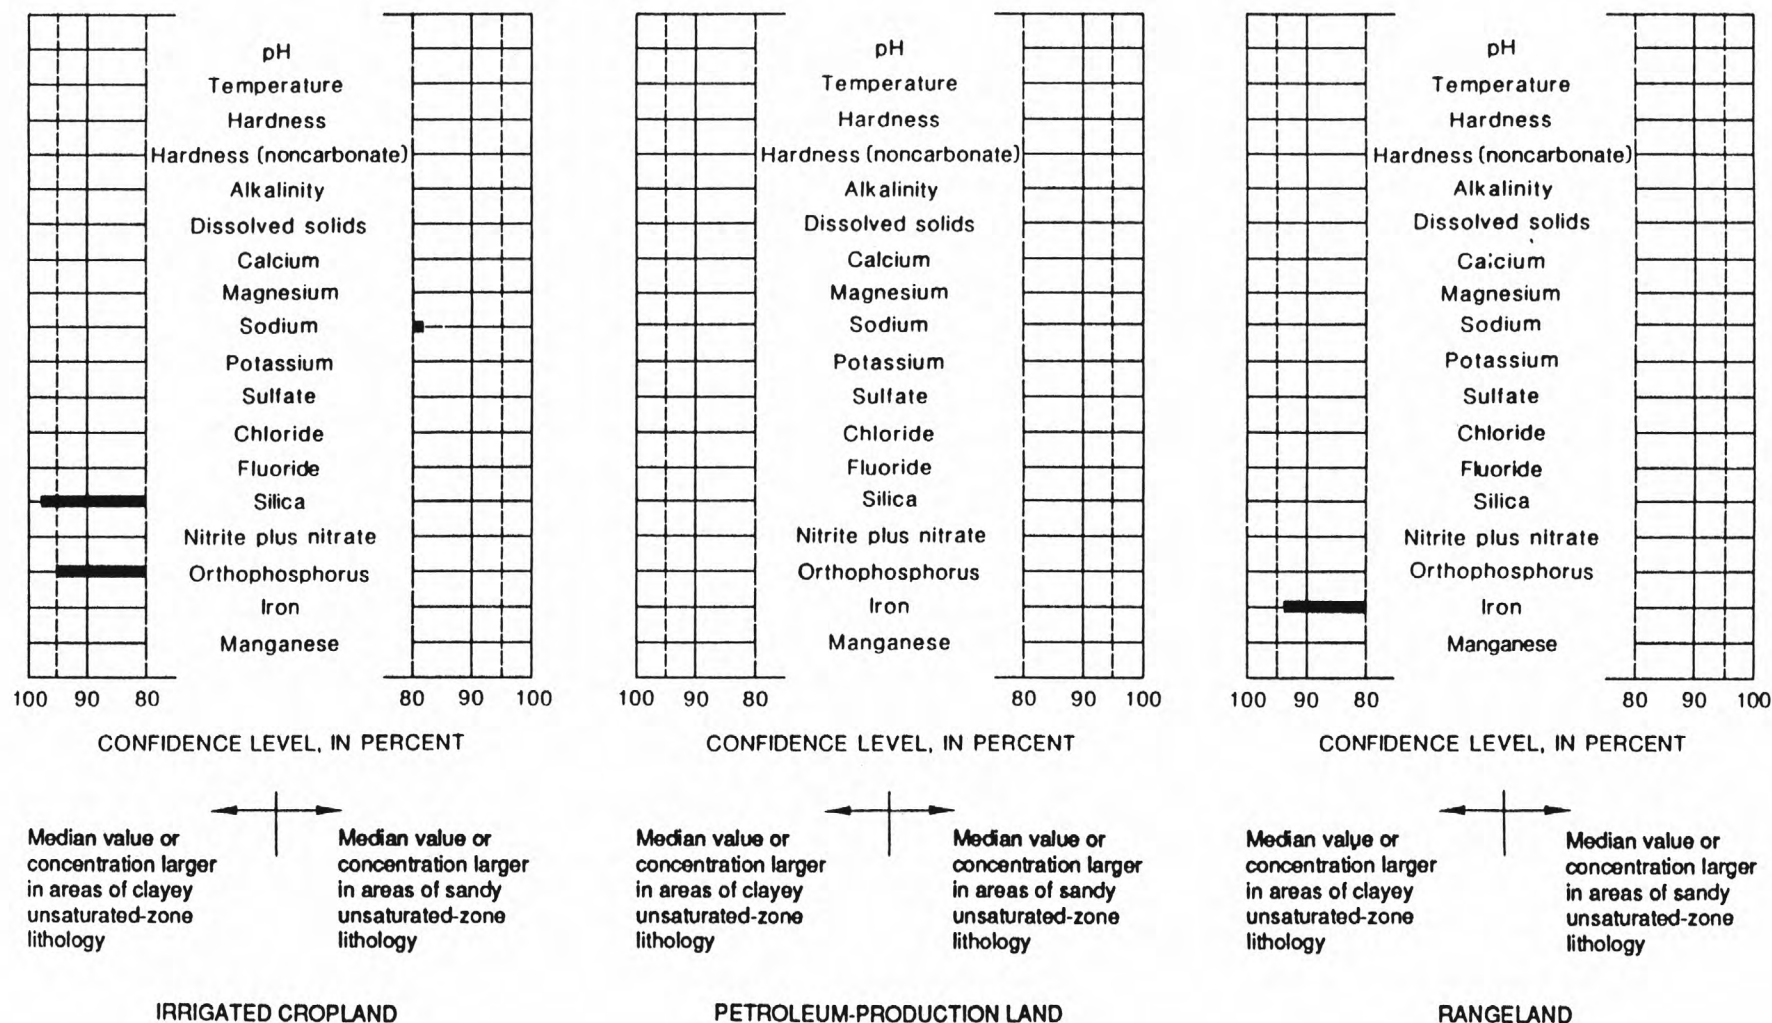 pH
Temperature
Hardness
Hardness (noncarbonate)
Alkalinity
Dissolved solids
Calcium
Magnesium
Sodium
Potassium
Sulfate
Chloride
Fluoride
Silica
Nitrite plus nitrate
Orthophosphorus
Iron
Manganese
100 90 80 80 90 100
CONFIDENCE LEVEL, IN PERCENT
Median value or
concentration larger
in areas of clayey
unsaturated-zone
lithology
Median value or
concentration larger
in areas of sandy
unsaturated-zone
lithology
IRRIGATED CROPLAND
pH
Temperature
Hardness
Hardness (noncarbonate)
Alkalinity
Dissolved solids
Calcium
Magnesium
Sodium
Potassium
Sulfate
Chloride
Fluoride
Silica
Nitrite plus nitrate
Orthophosphorus
Iron
Manganese
100 90 80 80 90 100
CONFIDENCE LEVEL, IN PERCENT
Median value or
concentration larger
in areas of clayey
unsaturated-zone
lithology
Median value or
concentration larger
in areas of sandy
unsaturated-zone
lithology
PETROLEUM-PRODUCTION LAND
pH
Temperature
Hardness
Hardness (noncarbonate)
Alkalinity
Dissolved solids
Calcium
Magnesium
Sodium
Potassium
Sulfate
Chloride
Fluoride
Silica
Nitrite plus nitrate
Orthophosphorus
Iron
Manganese
100 90 80 80 90 100
CONFIDENCE LEVEL, IN PERCENT
Median value or
concentration larger
in areas of clayey
unsaturated-zone
lithology
Median value or
concentration larger
in areas of sandy
unsaturated-zone
lithology
RANGELAND